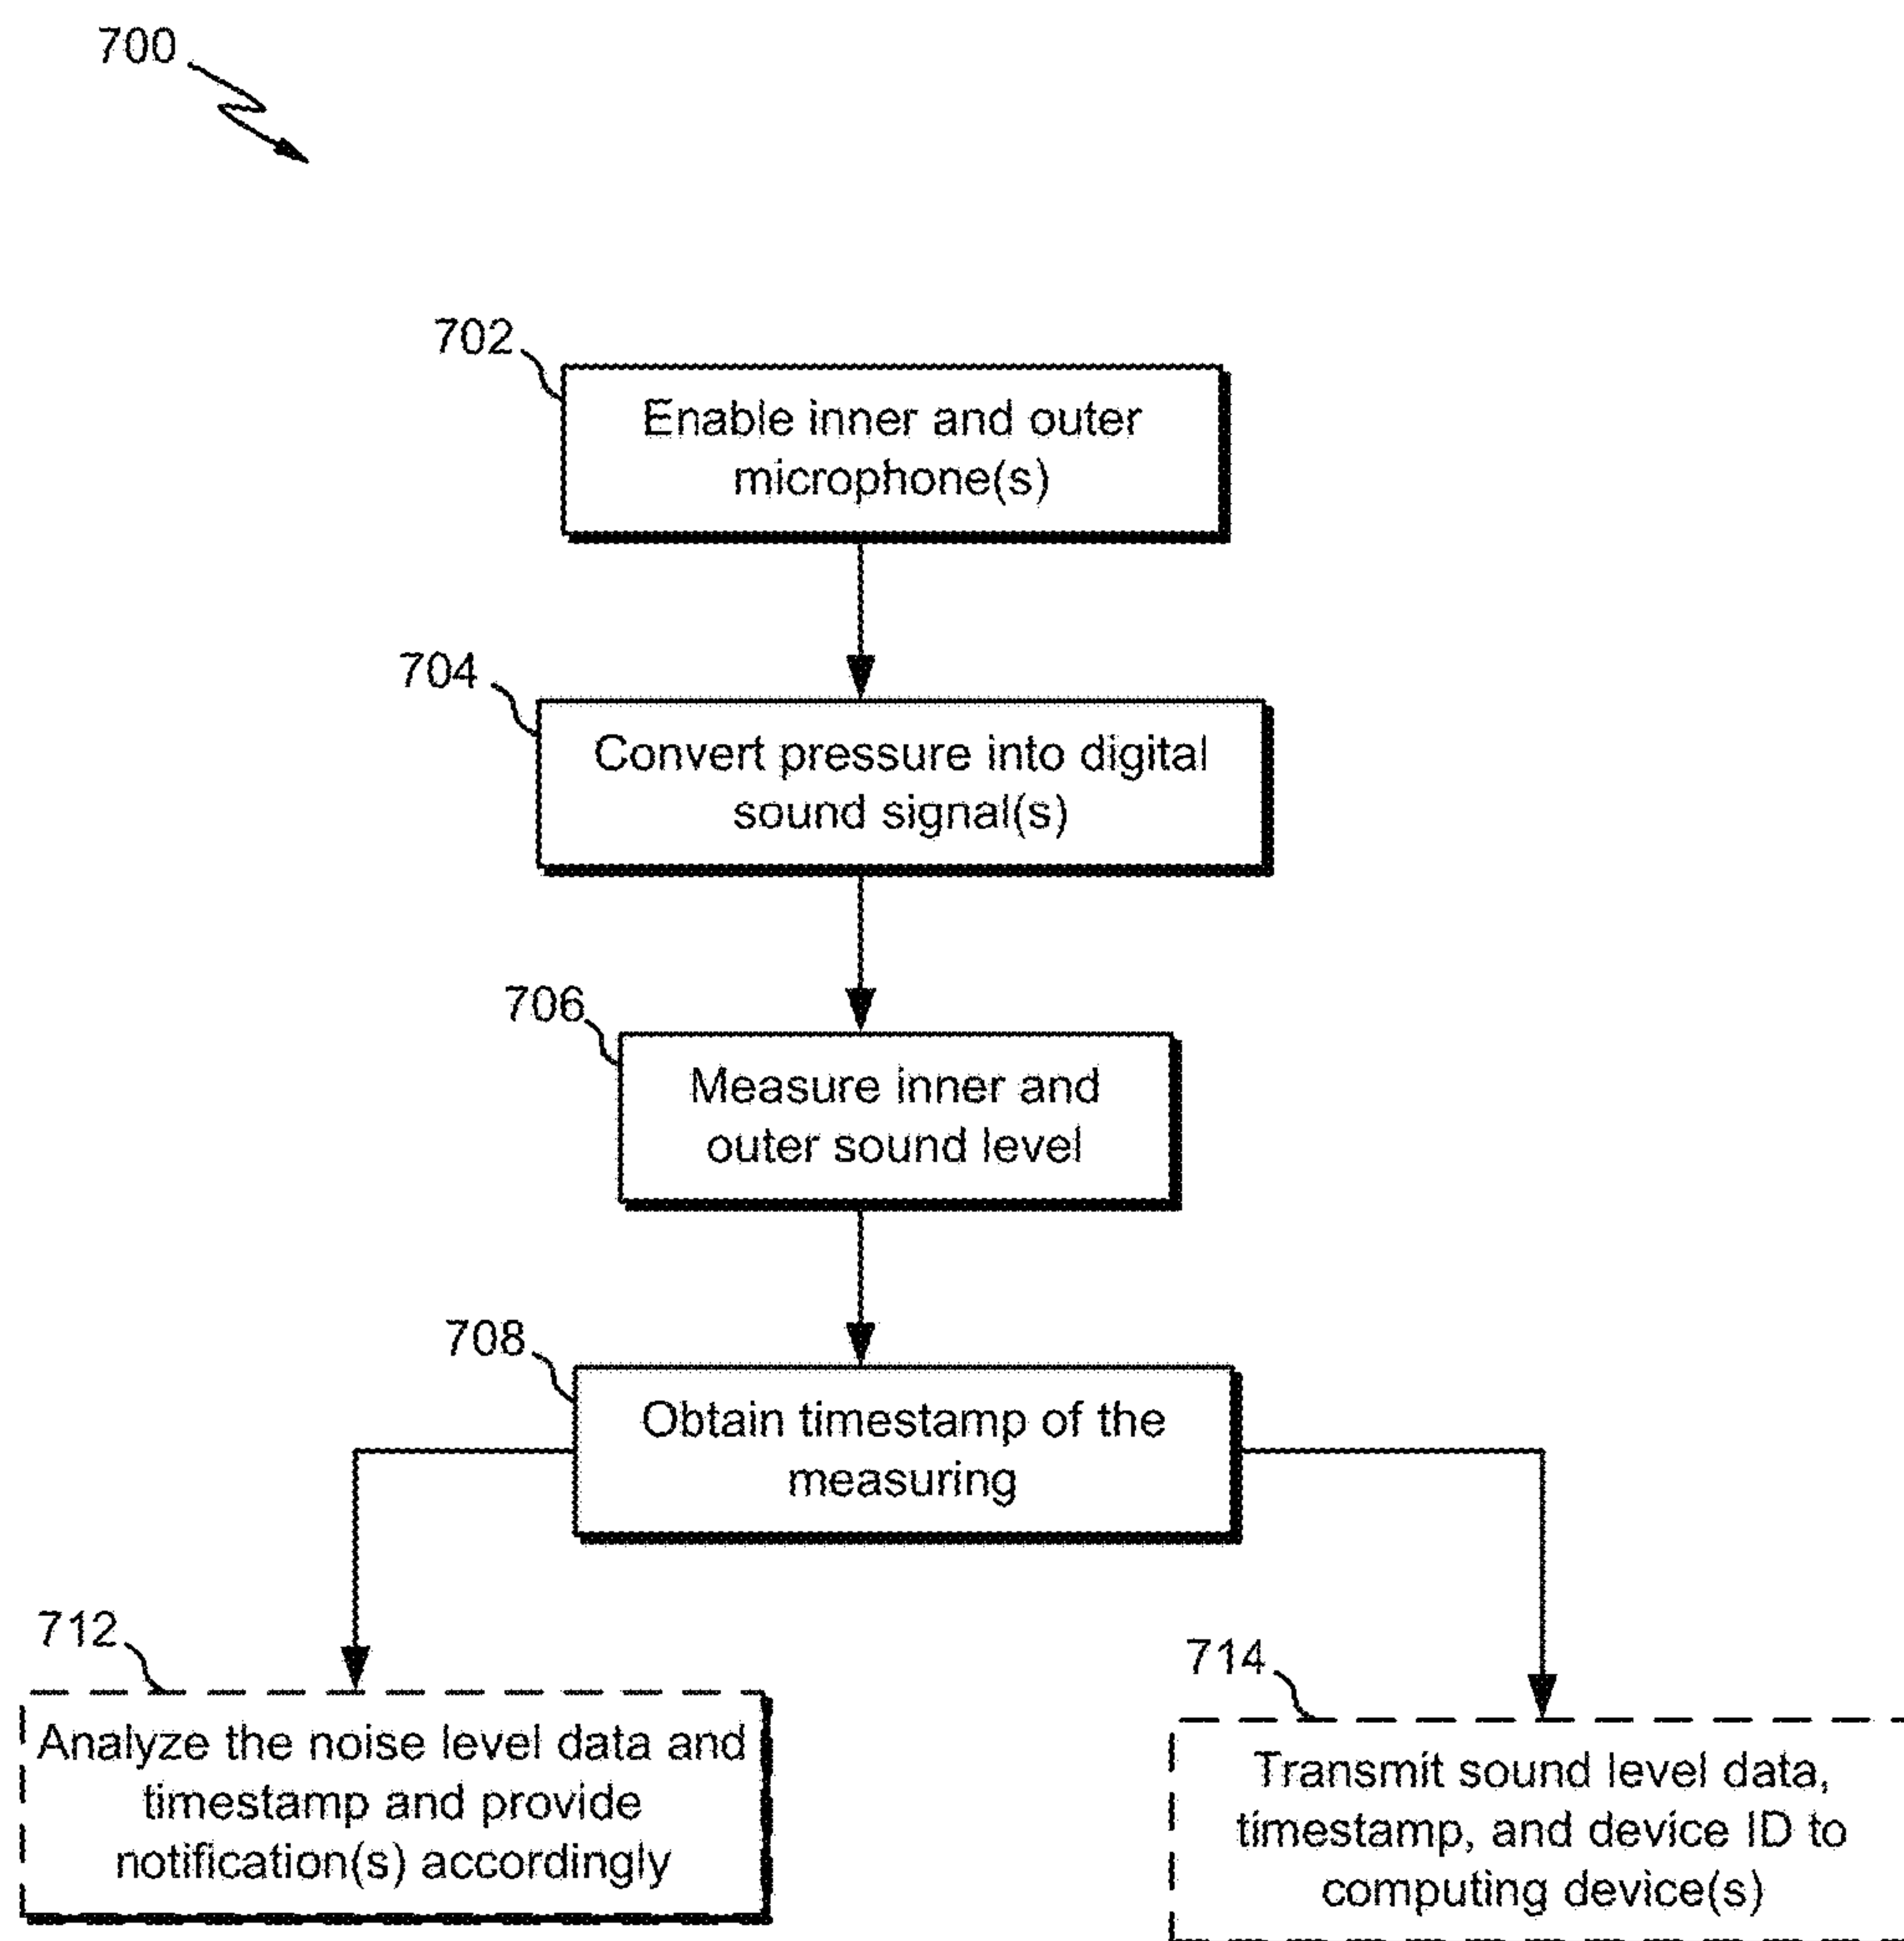 700
702
Enable inner and outer
microphone(s)
704
Convert pressure into digital
sound signal(s)
706
Measure inner and
outer sound level
708
Obtain timestamp of the
measuring
712
Analyze the noise level data and
timestamp and provide
notification(s) accordingly
714
Transmit sound level data,
timestamp, and device ID to
computing device(s)